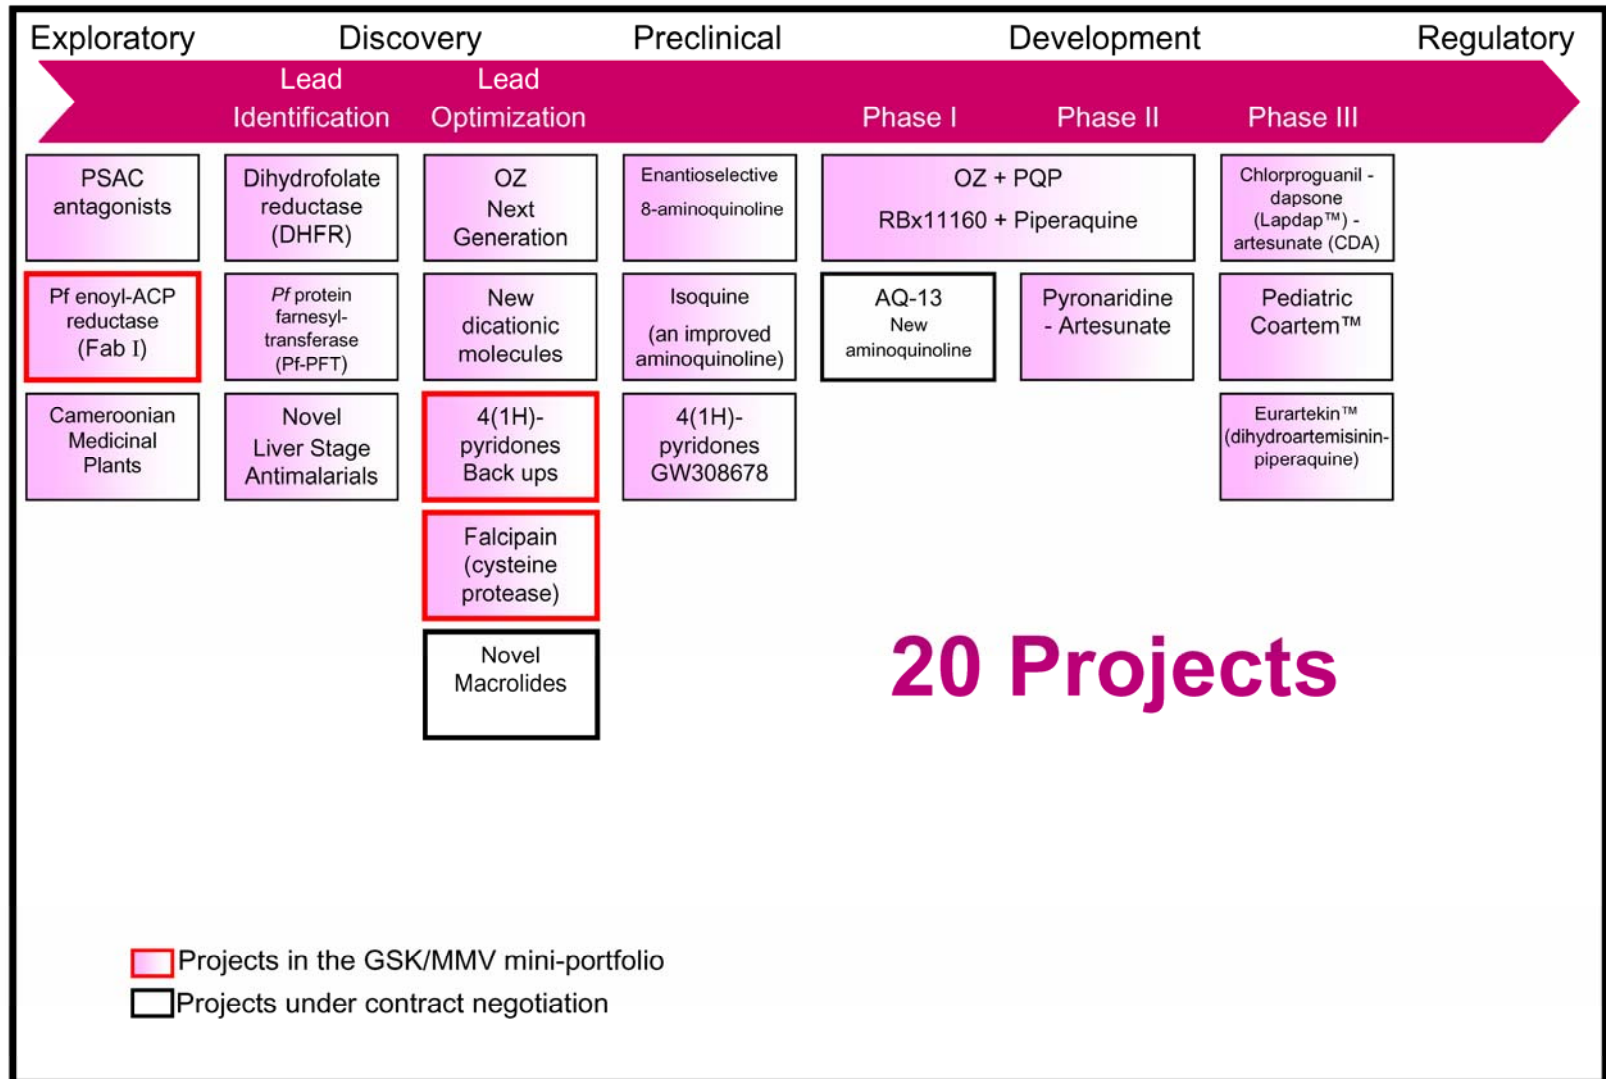 Exploratory
Discovery
Preclinical
Development
Regulatory
Lead
Identification
Lead
Optimization
Phase I
Phase II
Phase III
PSAC
antagonists
Dihydrofolate
reductase
(DHFR)
OZ
Next
Generation
Enantioselective
8-aminoquinoline
OZ + PQP
RBx11160 + Piperaquine
Chlorproguanil -
dapsone
(Lapdap™) -
artesunate (CDA)
Pf enoyl-ACP
reductase
(Fab I)
Pf protein
farnesyl-
transferase
(Pf-PFT)
New
dicationic
molecules
Isoquine
(an improved
aminoquinoline)
AQ-13
New
aminoquinoline
Pyronaridine
- Artesunate
Pediatric
Coartem™
Cameroonian
Medicinal
Plants
Novel
Liver Stage
Antimalarials
4(1H)-
pyridones
Back ups
4(1H)-
pyridones
GW308678
Eurartekin™
(dihydroartemisinin-
piperaquine)
Falcipain
(cysteine
protease)
Novel
Macrolides
20 Projects
Projects in the GSK/MMV mini-portfolio
Projects under contract negotiation